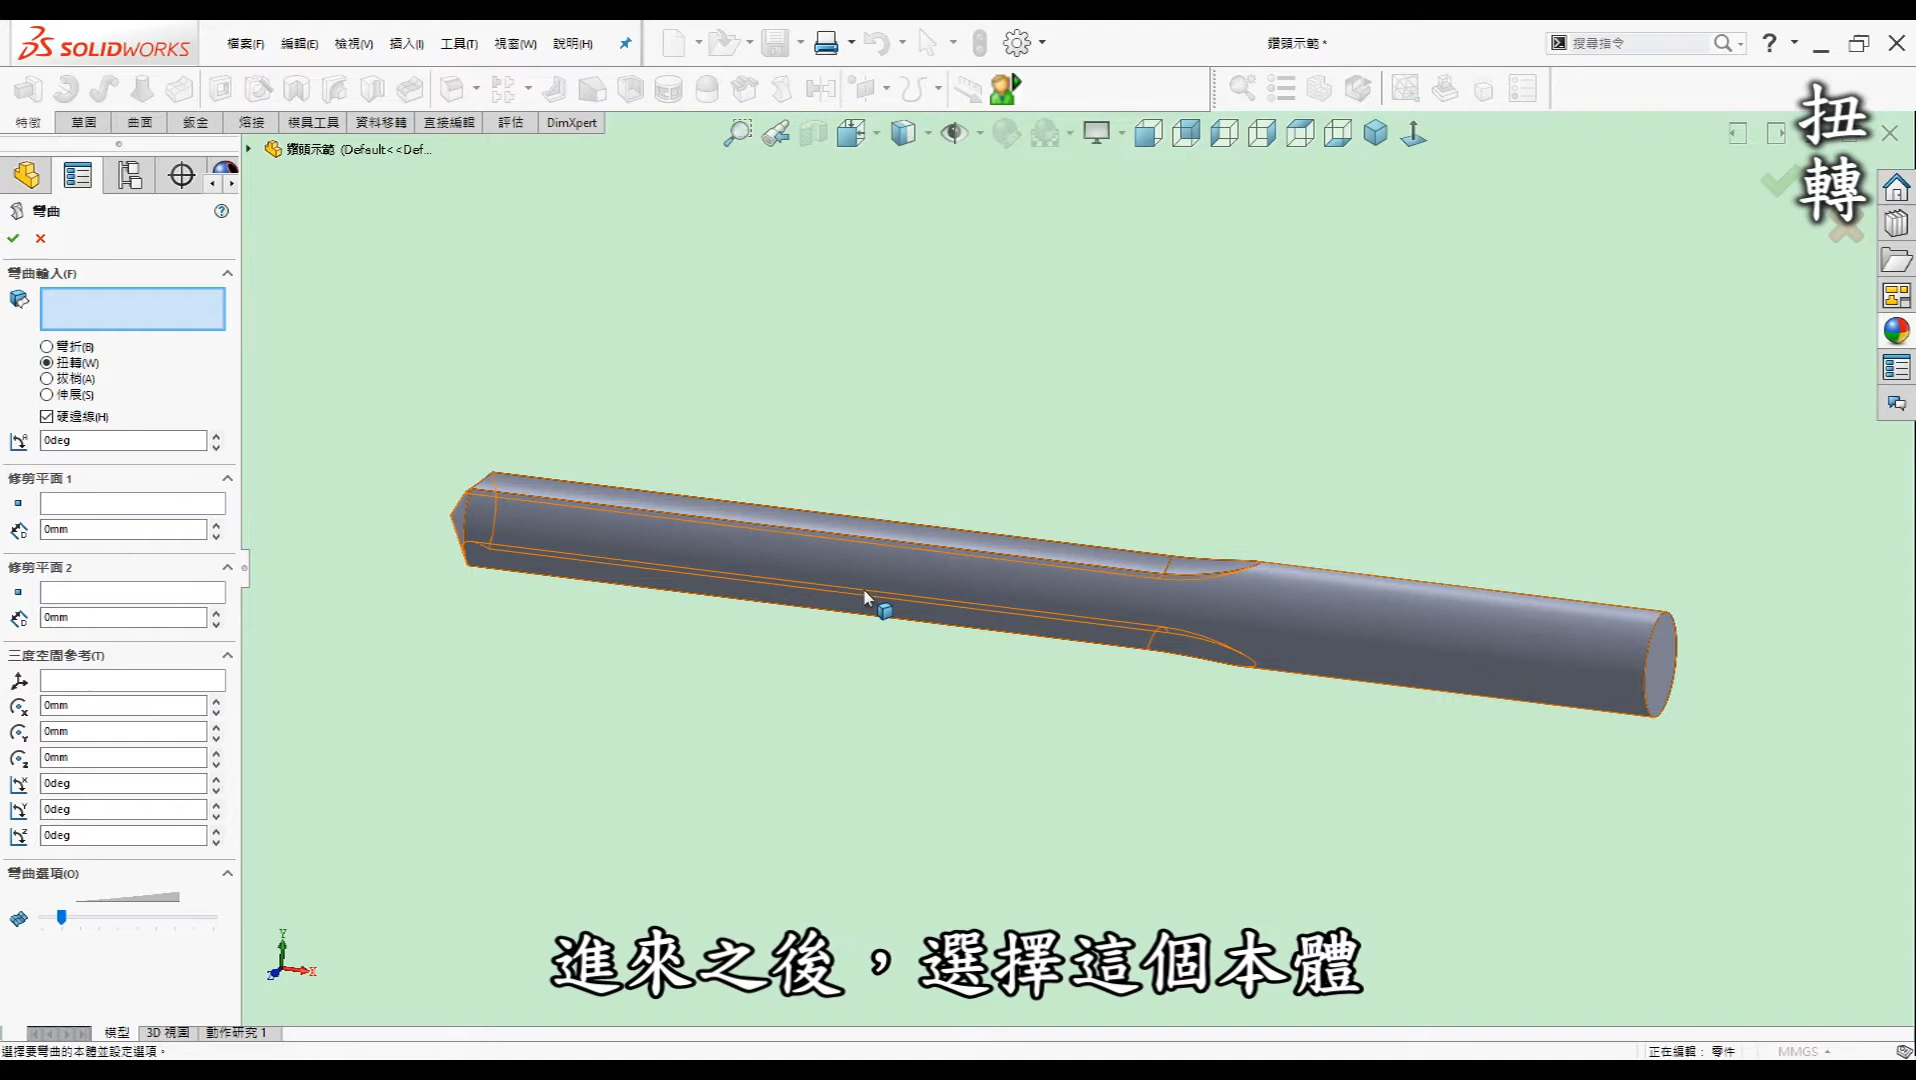 SOLIDWORKS
檔案(F) 編輯(E) 檢視(V) 插入(I) 工具(T) 視窗(W) 說明(H)
鑽頭示範 *
搜尋指令
?
特徵 草圖 曲面 鈑金 熔接 模具工具 資料移轉 直接編輯 評估 DimXpert
扭轉
鑽頭示範 (Default<<Def...
彎曲
彎曲輸入(F)
彎折(B)
扭轉(W)
拔梢(A)
伸展(S)
硬邊線(H)
0deg
修剪平面 1
0mm
修剪平面 2
0mm
三度空間參考(T)
0mm
0mm
0mm
0deg
0deg
0deg
彎曲選項(O)
Y
Z
X
進來之後，選擇這個本體
模型 3D 視圖 動作研究 1
選擇要彎曲的本體並設定選項。
正在編輯： 零件
MMGS